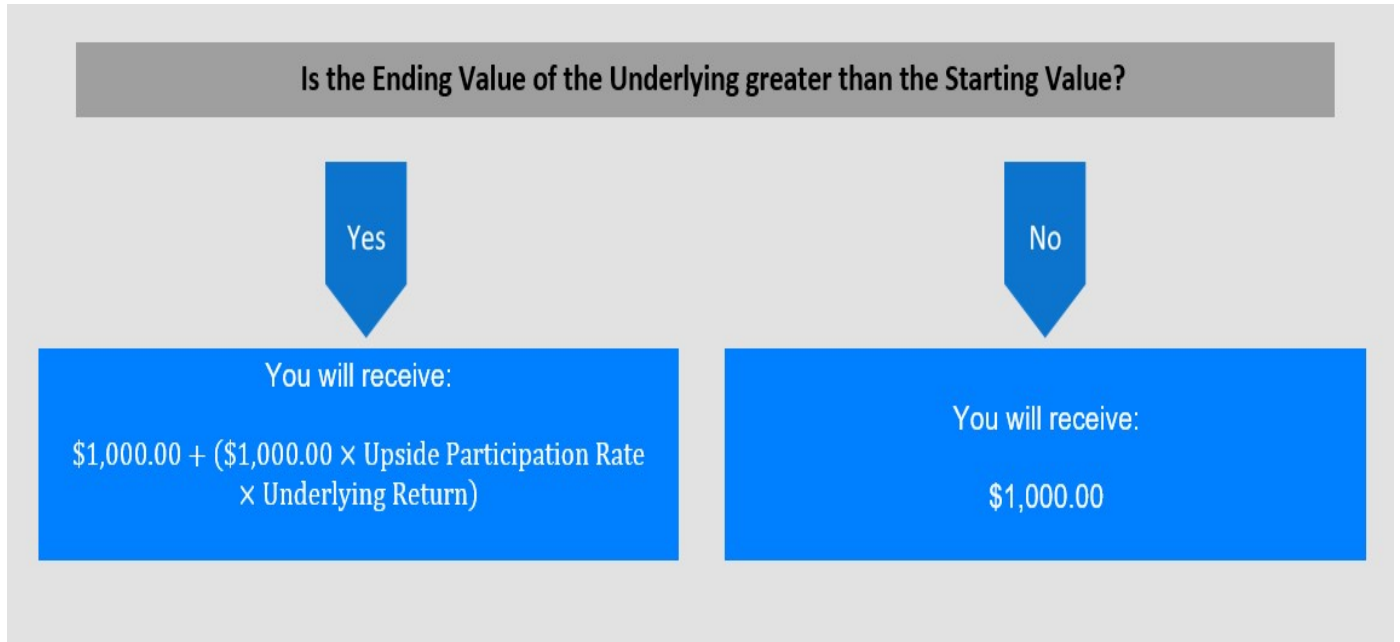 Is the Ending Value of the Underlying greater than the Starting Value?
Yes
No
You will receive:
$1,000.00 + ($1,000.00 × Upside Participation Rate
× Underlying Return)
You will receive:
$1,000.00